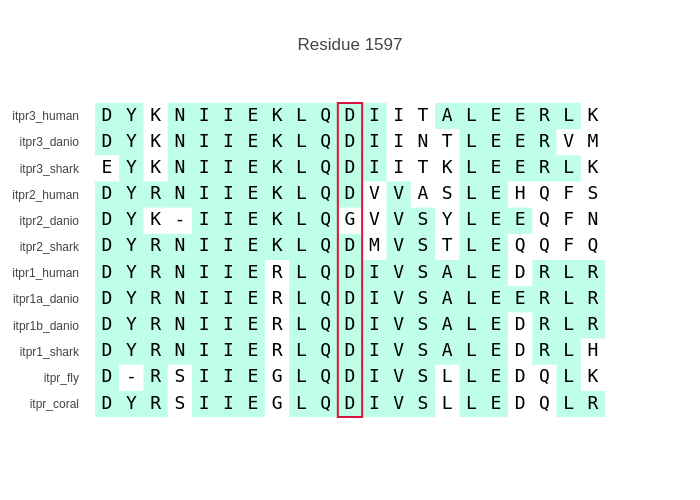 Residue 1597
itpr3_human D Y K N I I E K L Q D I I T A L E E R L K
itpr3_danio D Y K N I I E K L Q D I I N T L E E R V M
itpr3_shark E Y K N I I E K L Q D I I T K L E E R L K
itpr2_human D Y R N I I E K L Q D V V A S L E H Q F S
itpr2_danio D Y K - I I E K L Q G V V S Y L E E Q F N
itpr2_shark D Y R N I I E K L Q D M V S T L E Q Q F Q
itpr1_human D Y R N I I E R L Q D I V S A L E D R L R
itpr1a_danio D Y R N I I E R L Q D I V S A L E E R L R
itpr1b_danio D Y R N I I E R L Q D I V S A L E D R L R
itpr1_shark D Y R N I I E R L Q D I V S A L E D R L H
itpr_fly D - R S I I E G L Q D I V S L L E D Q L K
itpr_coral D Y R S I I E G L Q D I V S L L E D Q L R